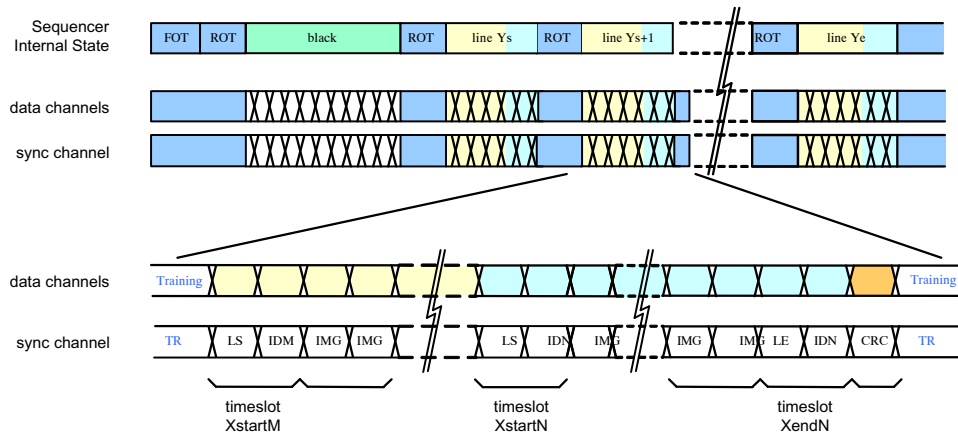 Sequencer
Internal State
FOT ROT black ROT line Ys ROT line Ys+1 ROT line Ye
data channels
sync channel
data channels Training Training
sync channel TR LS IDM IMG IMG LS IDN IMG IMG IMG LE IDN CRC TR
timeslot timeslot timeslot
XstartM XstartN XendN